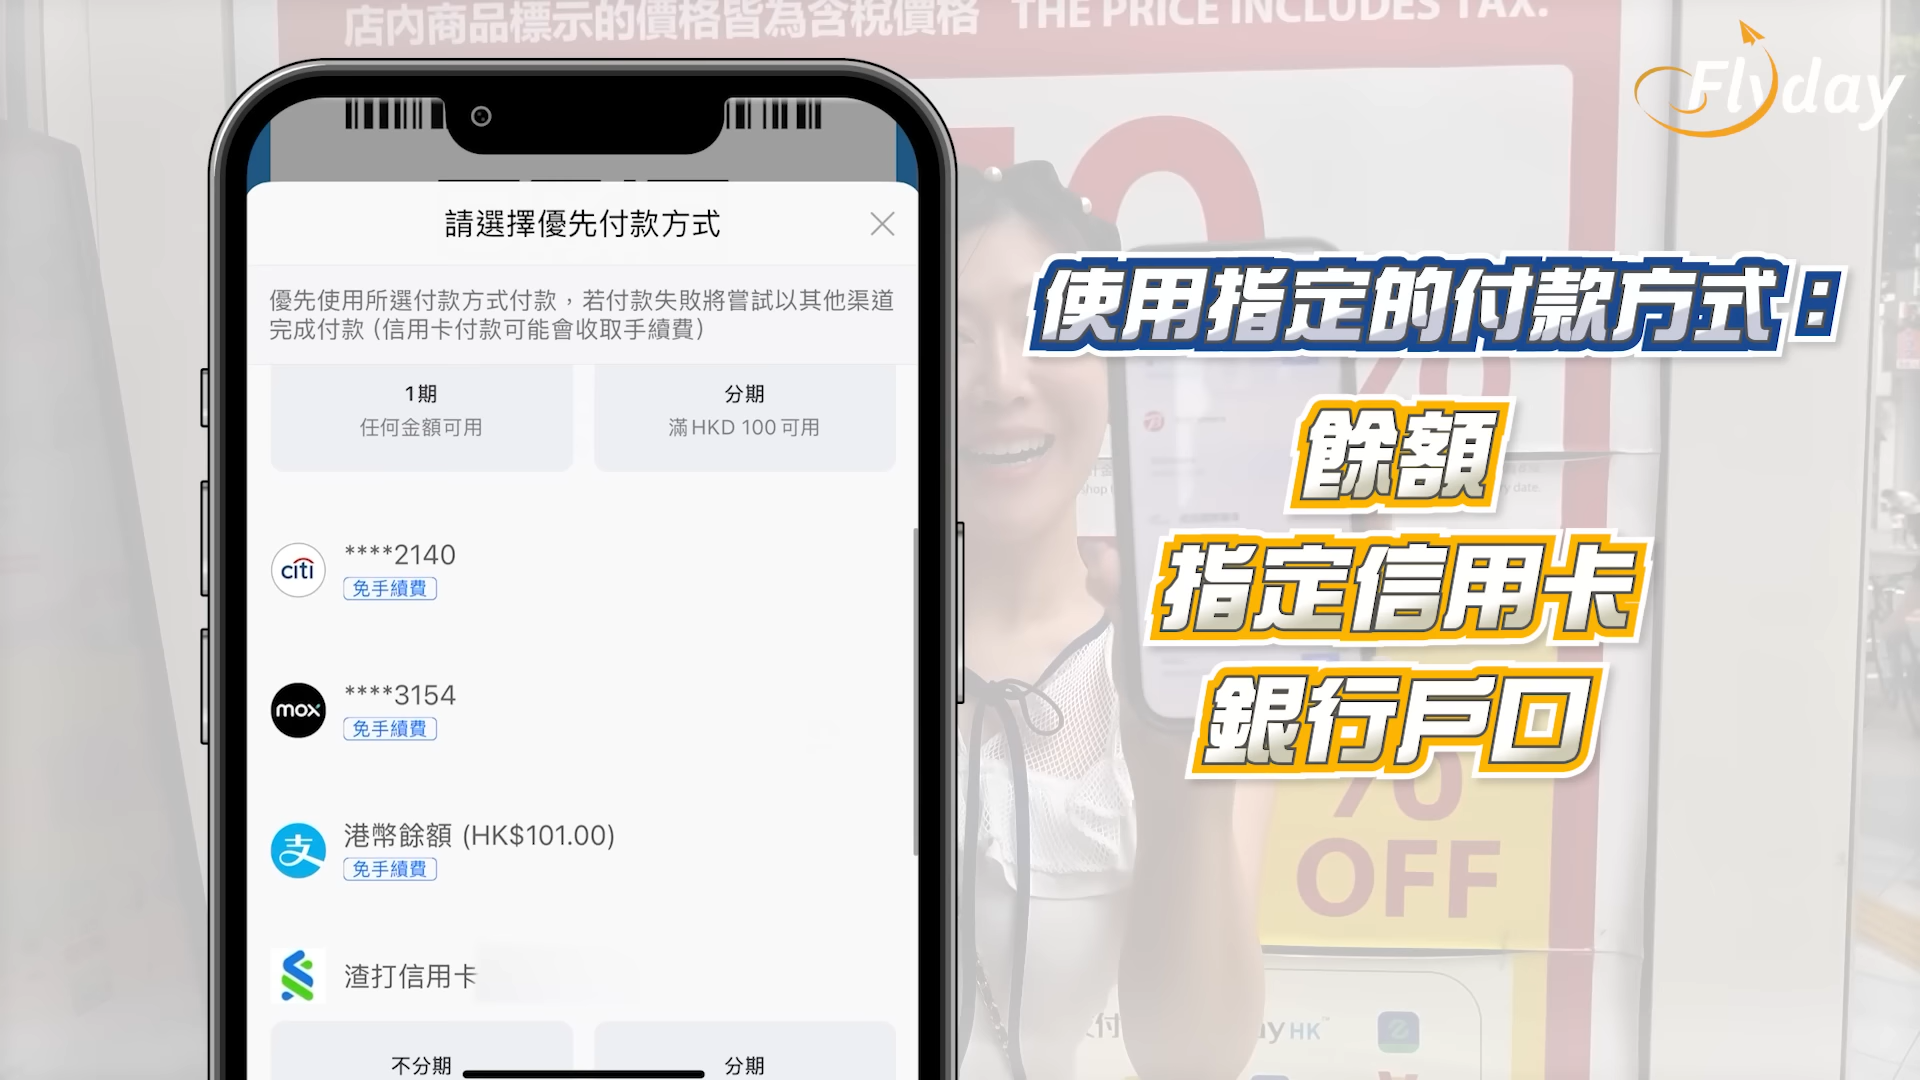 店內商品標示的價格皆為含稅價格 THE PRICE INCLUDES TAX.
Flyday
請選擇優先付款方式
優先使用所選付款方式付款，若付款失敗將嘗試以其他渠道
完成付款 (信用卡付款可能會收取手續費)
1期
任何金額可用
分期
滿HKD 100可用
citi
****2140
免手續費
mox
****3154
免手續費
支
港幣餘額 (HK$101.00)
免手續費
渣打信用卡
不分期
分期
使用指定的付款方式：
餘額
指定信用卡
銀行戶口
%
OFF